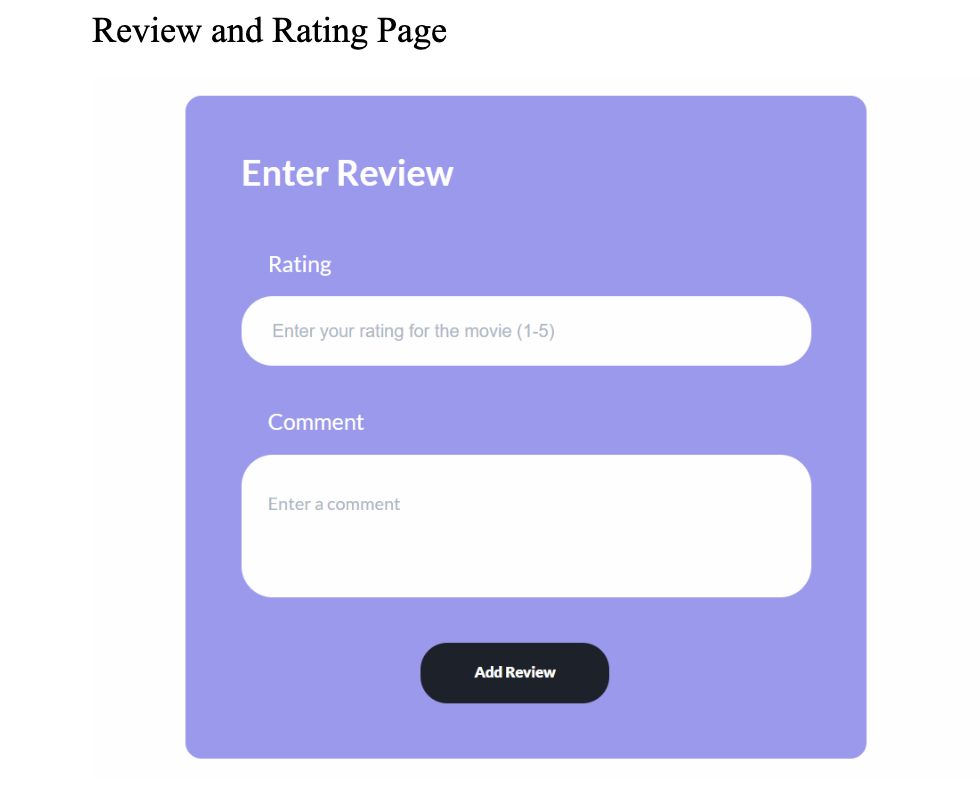 Review and Rating Page
Enter Review
Rating
Enter your rating for the movie (1-5)
Comment
Enter a comment
Add Review